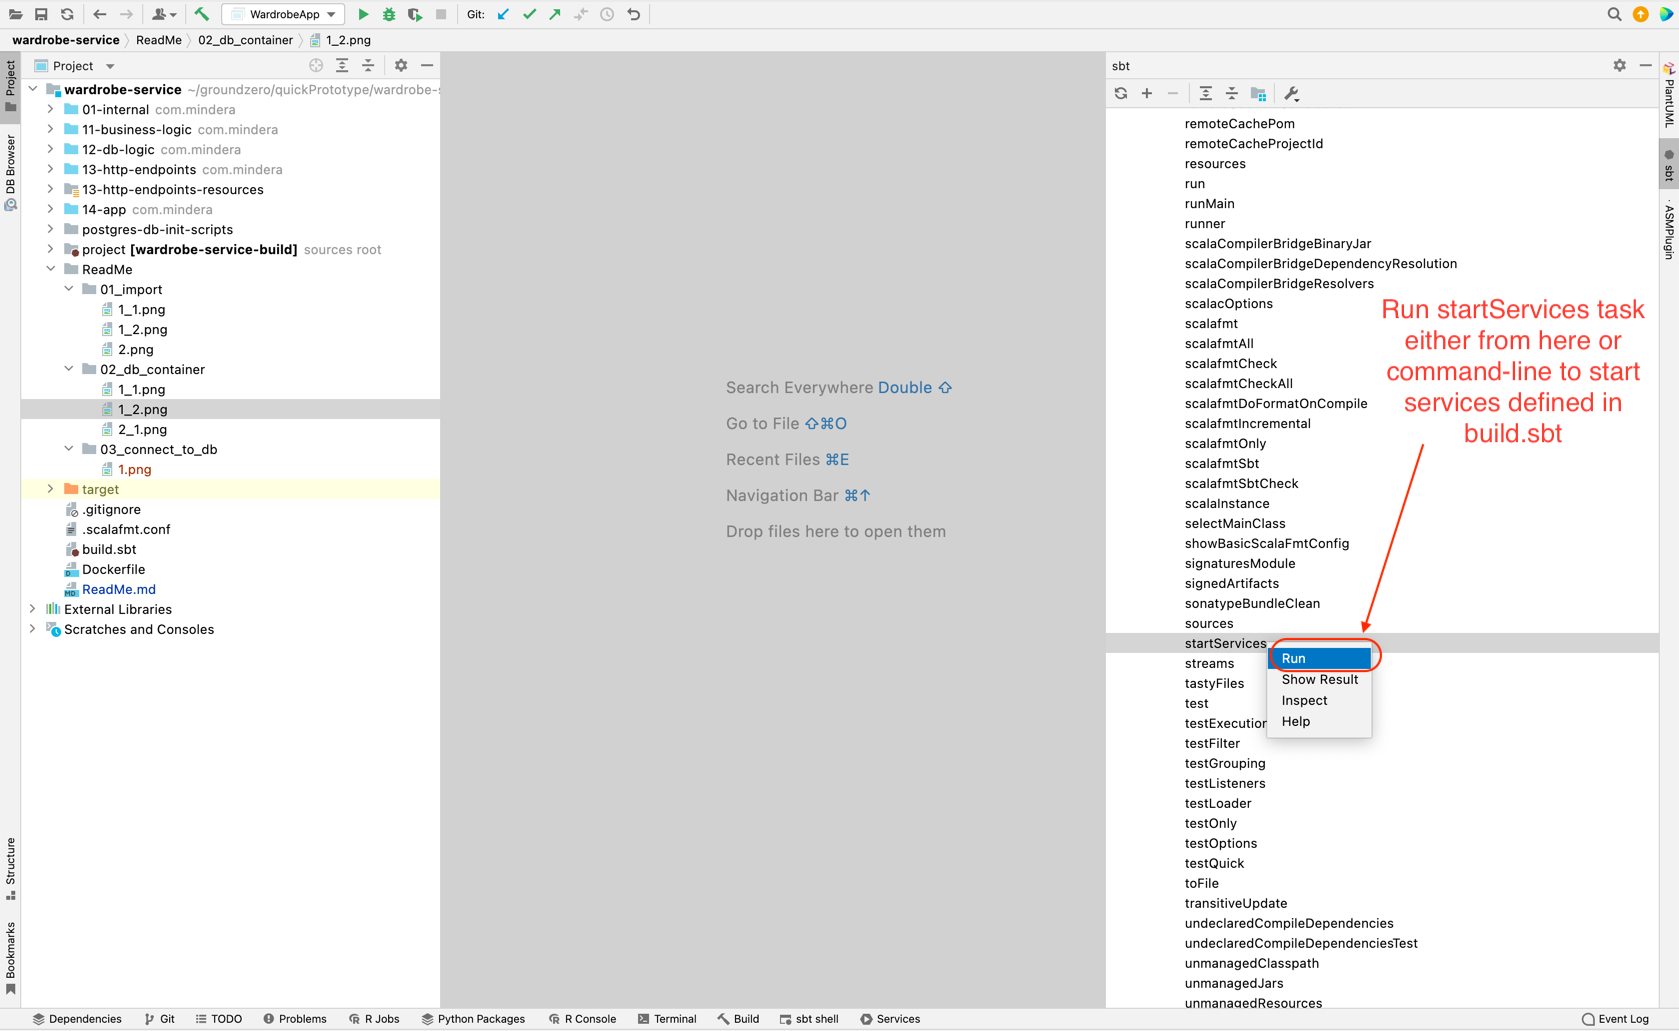 WardrobeApp
Git:
wardrobe-service
ReadMe
02_db_container
1_2.png
Project
DB Browser
Structure
Bookmarks
Project
wardrobe-service ~/groundzero/quickPrototype/wardrobe-s
01-internal com.mindera
11-business-logic com.mindera
12-db-logic com.mindera
13-http-endpoints com.mindera
13-http-endpoints-resources
14-app com.mindera
postgres-db-init-scripts
project [wardrobe-service-build] sources root
ReadMe
01_import
1_1.png
1_2.png
2.png
02_db_container
1_1.png
1_2.png
2_1.png
03_connect_to_db
1.png
target
.gitignore
.scalafmt.conf
build.sbt
Dockerfile
ReadMe.md
External Libraries
Scratches and Consoles
Search Everywhere Double ⇧
Go to File ⇧⌘O
Recent Files ⌘E
Navigation Bar ⌘↑
Drop files here to open them
sbt
remoteCachePom
remoteCacheProjectId
resources
run
runMain
runner
scalaCompilerBridgeBinaryJar
scalaCompilerBridgeDependencyResolution
scalaCompilerBridgeResolvers
scalacOptions
scalafmt
scalafmtAll
scalafmtCheck
scalafmtCheckAll
scalafmtDoFormatOnCompile
scalafmtIncremental
scalafmtOnly
scalafmtSbt
scalafmtSbtCheck
scalaInstance
selectMainClass
showBasicScalaFmtConfig
signaturesModule
signedArtifacts
sonatypeBundleClean
sources
startServices
streams
tastyFiles
test
testExecution
testFilter
testGrouping
testListeners
testLoader
testOnly
testOptions
testQuick
toFile
transitiveUpdate
undeclaredCompileDependencies
undeclaredCompileDependenciesTest
unmanagedClasspath
unmanagedJars
unmanagedResources
Run
Show Result
Inspect
Help
Run startServices task
either from here or
command-line to start
services defined in
build.sbt
PlantUML
sbt
ASMPlugin
Dependencies
Git
TODO
Problems
R Jobs
Python Packages
R Console
Terminal
Build
sbt shell
Services
Event Log